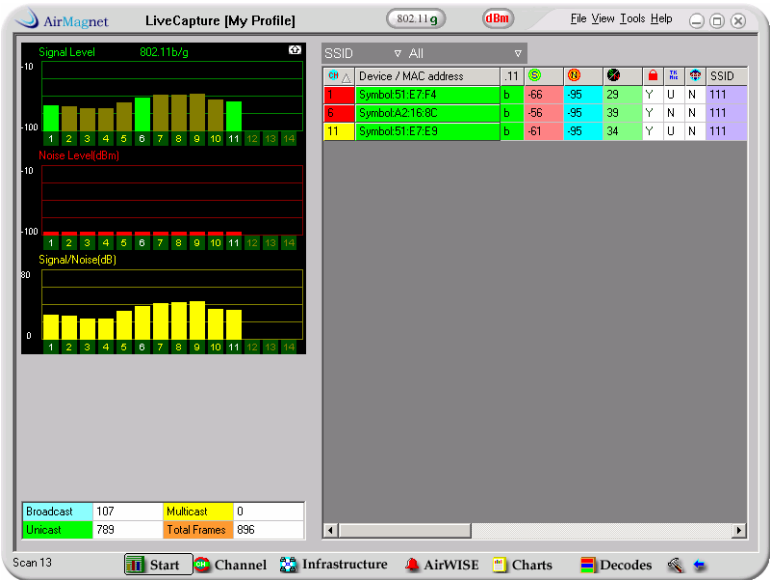 AirMagnet LiveCapture [My Profile] 802.11g dBm File View Tools Help
Signal Level 802.11b/g
-10
-100
1 2 3 4 5 6 7 8 9 10 11 12 13 14
Noise Level(dBm)
-10
-100
1 2 3 4 5 6 7 8 9 10 11 12 13 14
Signal/Noise(dB)
80
0
1 2 3 4 5 6 7 8 9 10 11 12 13 14
Broadcast 107 Multicast 0
Unicast 789 Total Frames 896
SSID All
CH Device / MAC address .11 S SSID
1 Symbol:51:E7:F4 b -66 -95 29 Y U N 111
6 Symbol:A2:16:8C b -56 -95 39 Y N N 111
11 Symbol:51:E7:E9 b -61 -95 34 Y U N 111
Scan 13 Start CH Channel Infrastructure AirWISE Charts Decodes